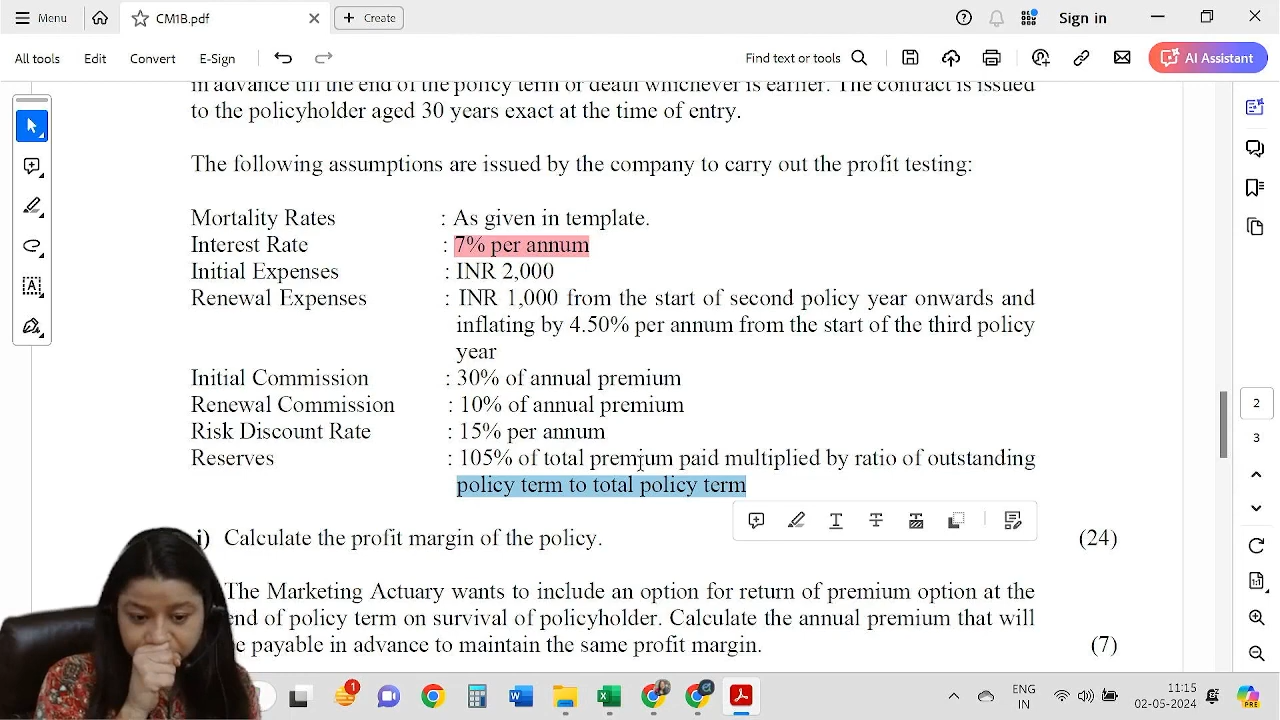 Menu
CM1B.pdf
Create
Sign in
All tools
Edit
Convert
E-Sign
Find text or tools
AI Assistant
in advance till the end of the policy term or death whichever is earlier. The contract is issued
to the policyholder aged 30 years exact at the time of entry.
The following assumptions are issued by the company to carry out the profit testing:
Mortality Rates : As given in template.
Interest Rate : 7% per annum
Initial Expenses : INR 2,000
Renewal Expenses : INR 1,000 from the start of second policy year onwards and
inflating by 4.50% per annum from the start of the third policy
year
Initial Commission : 30% of annual premium
Renewal Commission : 10% of annual premium
Risk Discount Rate : 15% per annum
Reserves : 105% of total premium paid multiplied by ratio of outstanding
policy term to total policy term
i) Calculate the profit margin of the policy. (24)
The Marketing Actuary wants to include an option for return of premium option at the
end of policy term on survival of policyholder. Calculate the annual premium that will
payable in advance to maintain the same profit margin. (7)
2
3
1
ENG
IN
11:15
02-05-2024
PRE